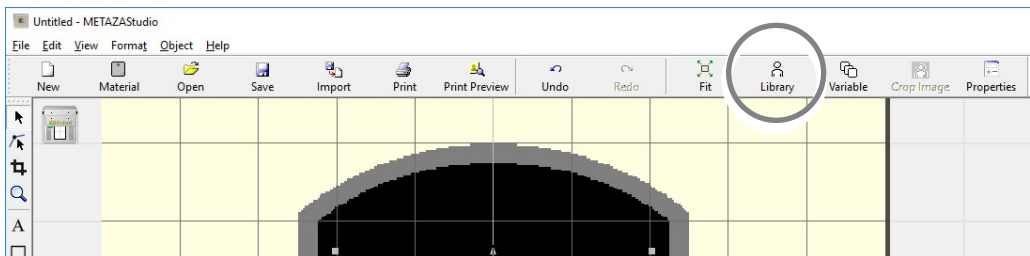 Untitled - METAZAStudio
File Edit View Format Object Help
New Material Open Save Import Print Print Preview Undo Redo Fit Library Variable Crop Image Properties
A